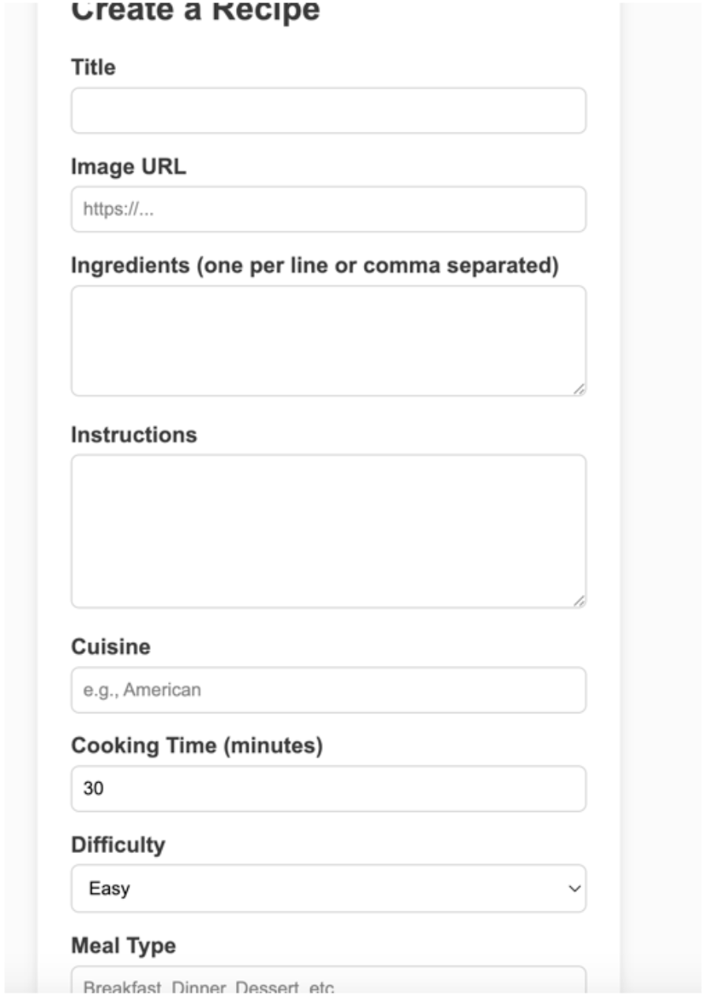 Create a Recipe
Title
Image URL
https://...
Ingredients (one per line or comma separated)
Instructions
Cuisine
e.g., American
Cooking Time (minutes)
30
Difficulty
Easy
Meal Type
Breakfast, Dinner, Dessert, etc